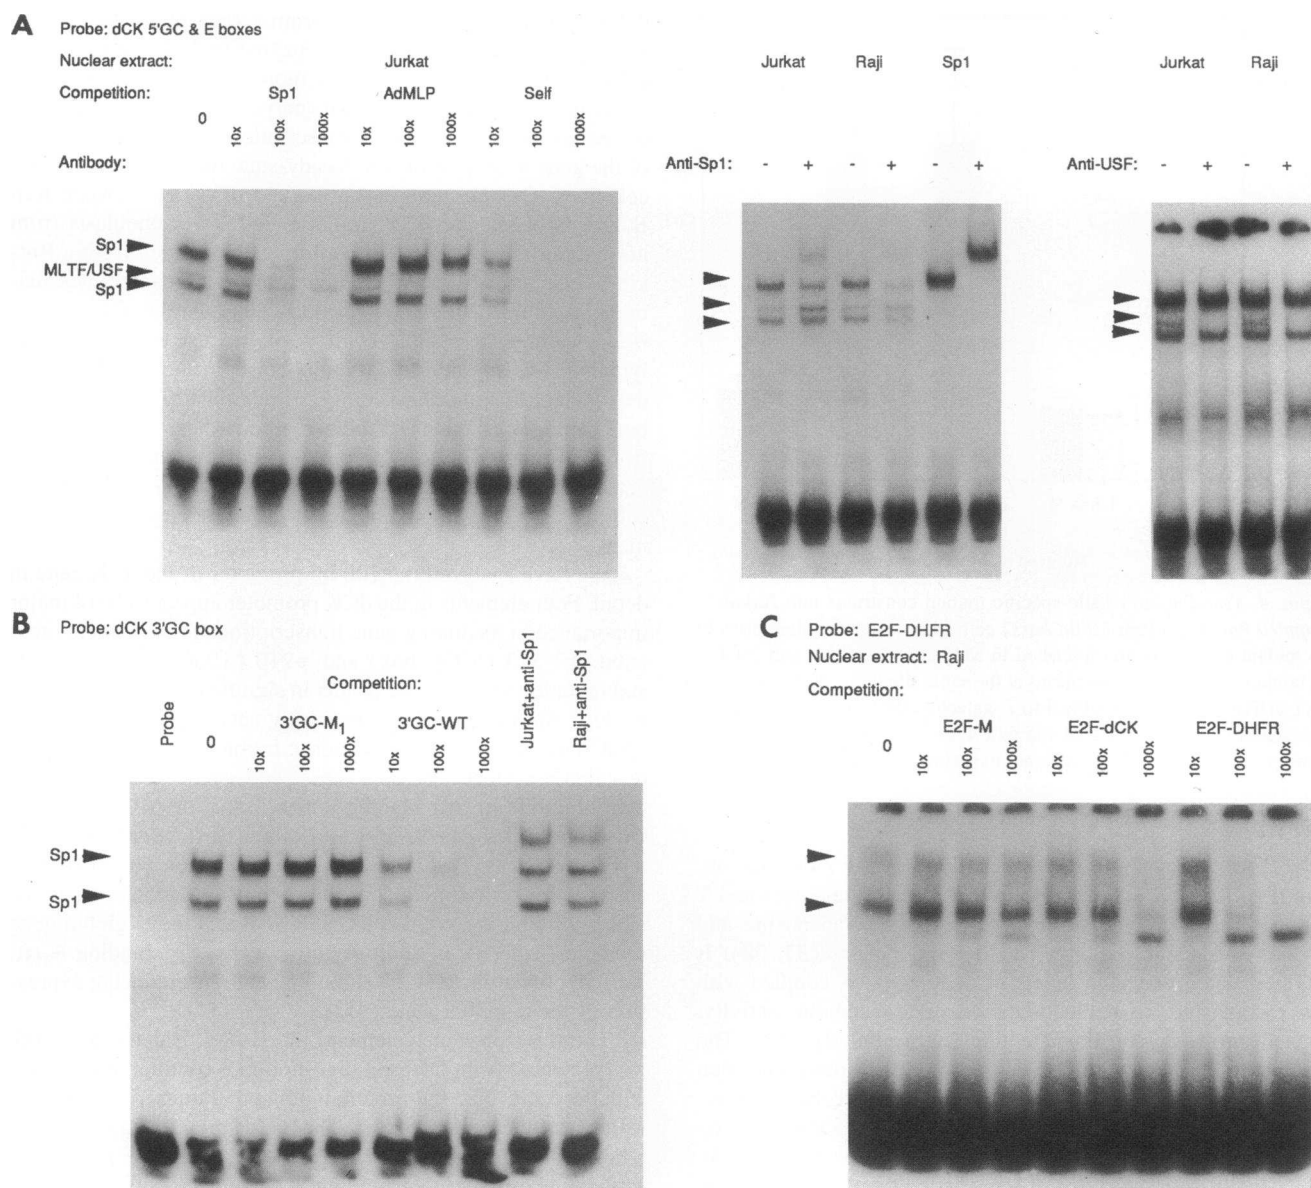 A Probe: dCK 5'GC & E boxes
Nuclear extract: Jurkat
Competition: Sp1 AdMLP Self
0 10x 100x 1000x 10x 100x 1000x 10x 100x 1000x
Antibody:
Sp1
MLTF/USF
Sp1
Jurkat Raji Sp1
Anti-Sp1: - + - + - +
Jurkat Raji
Anti-USF: - + - +
B Probe: dCK 3'GC box
Competition:
3'GC-M1 3'GC-WT
Probe 0 10x 100x 1000x 10x 100x 1000x Jurkat+anti-Sp1 Raji+anti-Sp1
Sp1
Sp1
C Probe: E2F-DHFR
Nuclear extract: Raji
Competition:
E2F-M E2F-dCK E2F-DHFR
0 10x 100x 1000x 10x 100x 1000x 10x 100x 1000x